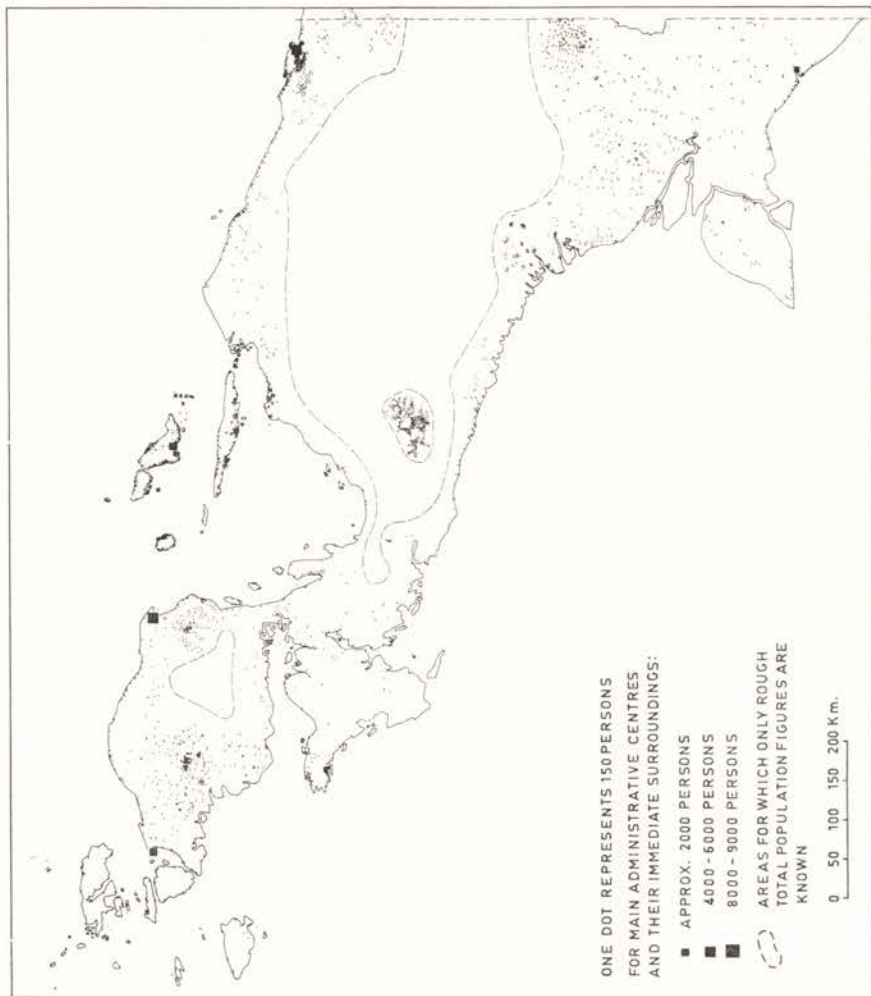 ONE DOT REPRESENTS 150 PERSONS
FOR MAIN ADMINISTRATIVE CENTRES
AND THEIR IMMEDIATE SURROUNDINGS:
APPROX. 2000 PERSONS
4000 - 6000 PERSONS
8000 - 9000 PERSONS
AREAS FOR WHICH ONLY ROUGH
TOTAL POPULATION FIGURES ARE
KNOWN
0 50 100 150 200 Km.